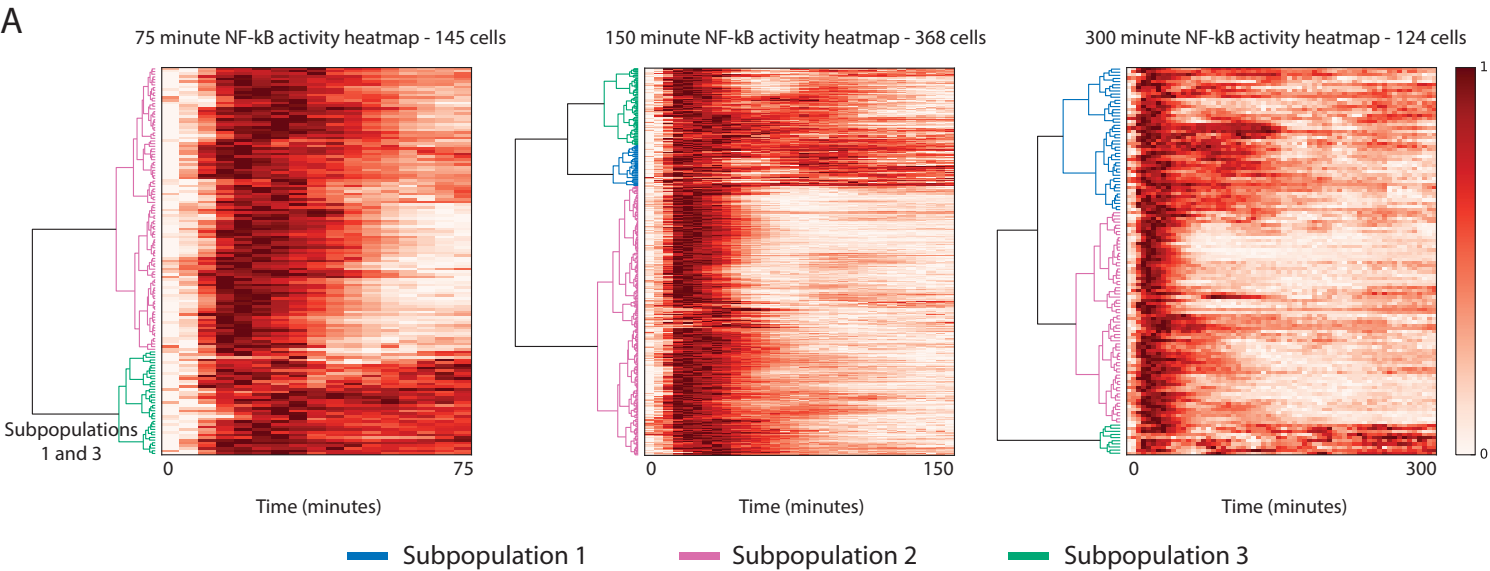 A
75 minute NF-kB activity heatmap - 145 cells
150 minute NF-kB activity heatmap - 368 cells
300 minute NF-kB activity heatmap - 124 cells
1
0
Subpopulations
1 and 3
0 75
0 150
0 300
Time (minutes)
Time (minutes)
Time (minutes)
Subpopulation 1
Subpopulation 2
Subpopulation 3